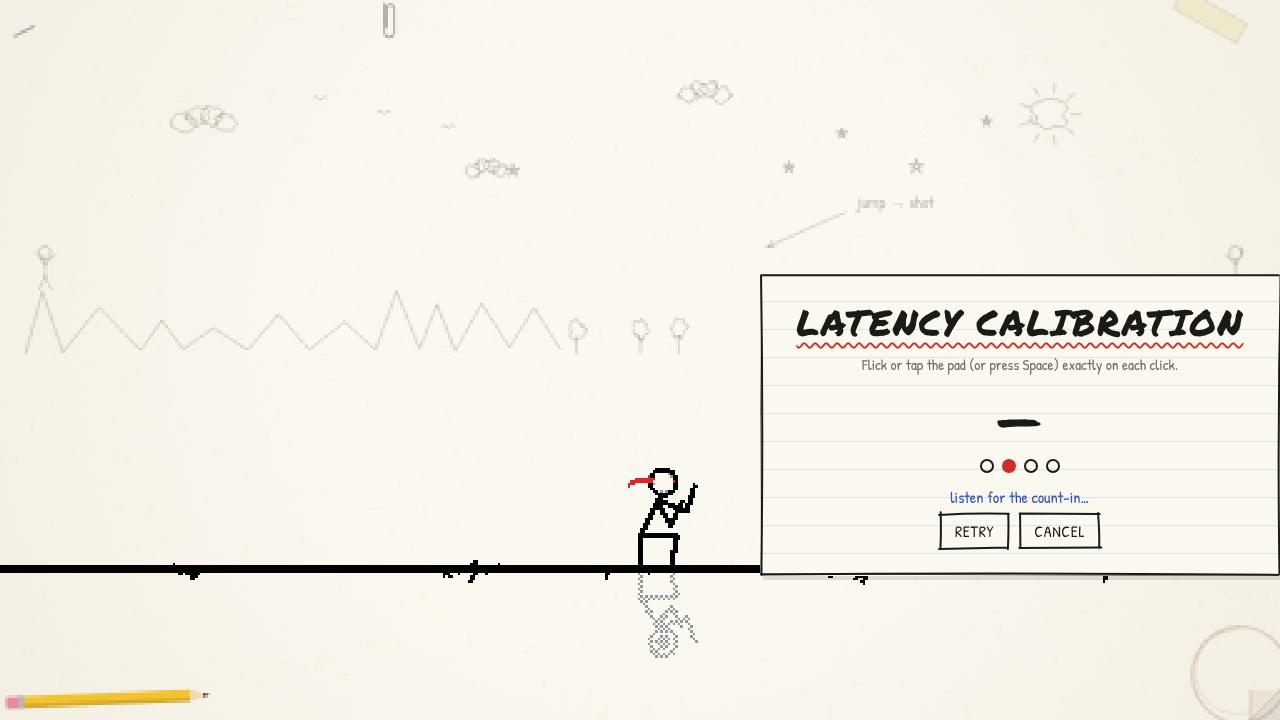 jump → shot
LATENCY CALIBRATION
Flick or tap the pad (or press Space) exactly on each click.
listen for the count-in...
RETRY CANCEL